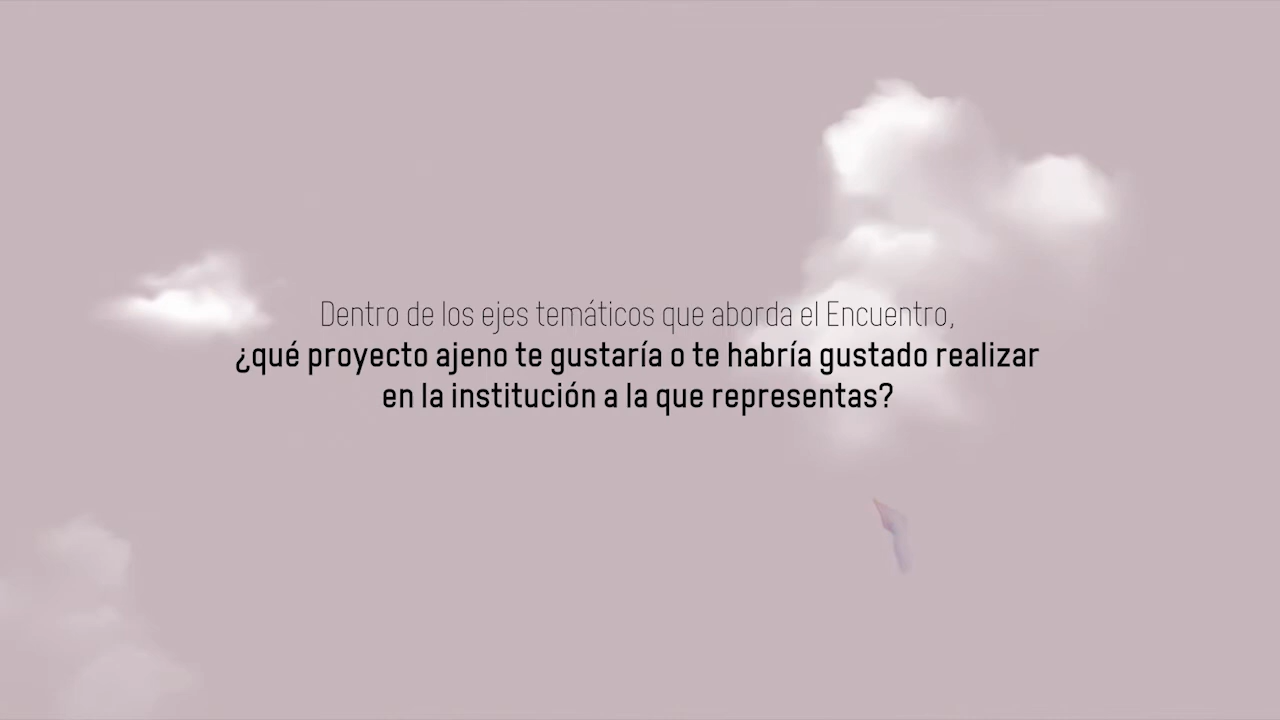 Dentro de los ejes temáticos que aborda el Encuentro,
¿qué proyecto ajeno te gustaría o te habría gustado realizar
en la institución a la que representas?